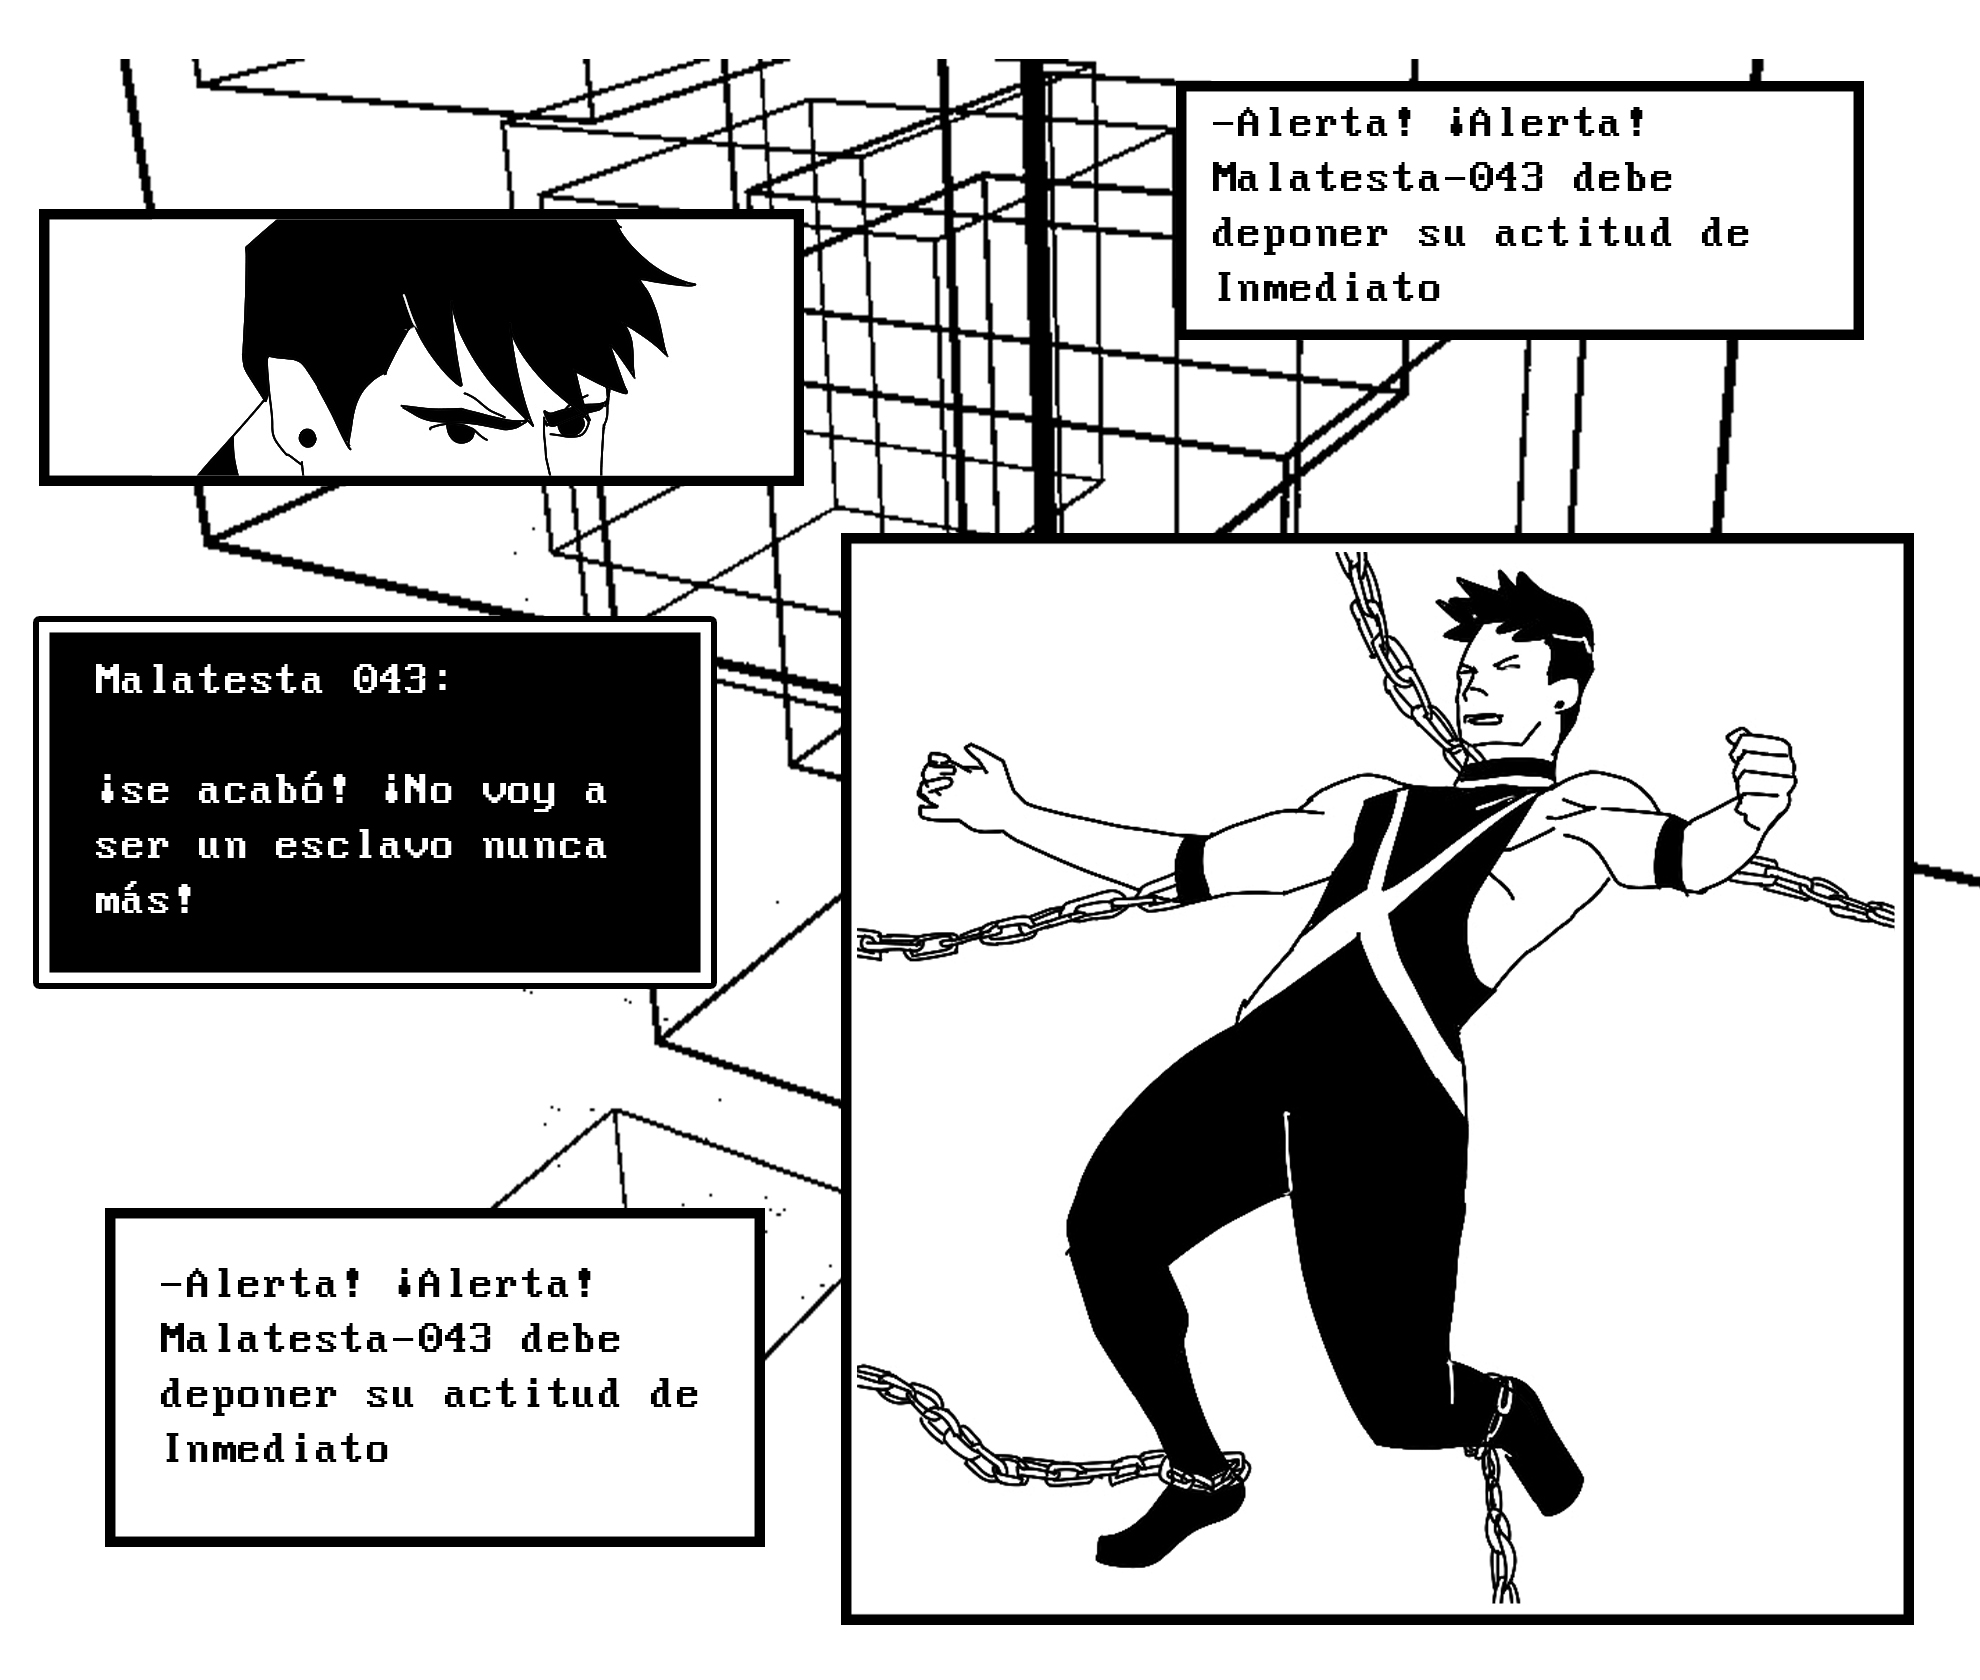 -Alerta! ¡Alerta!
Malatesta-043 debe
deponer su actitud de
Inmediato
Malatesta 043:
¡se acabó! ¡No voy a
ser un esclavo nunca
más!
-Alerta! ¡Alerta!
Malatesta-043 debe
deponer su actitud de
Inmediato